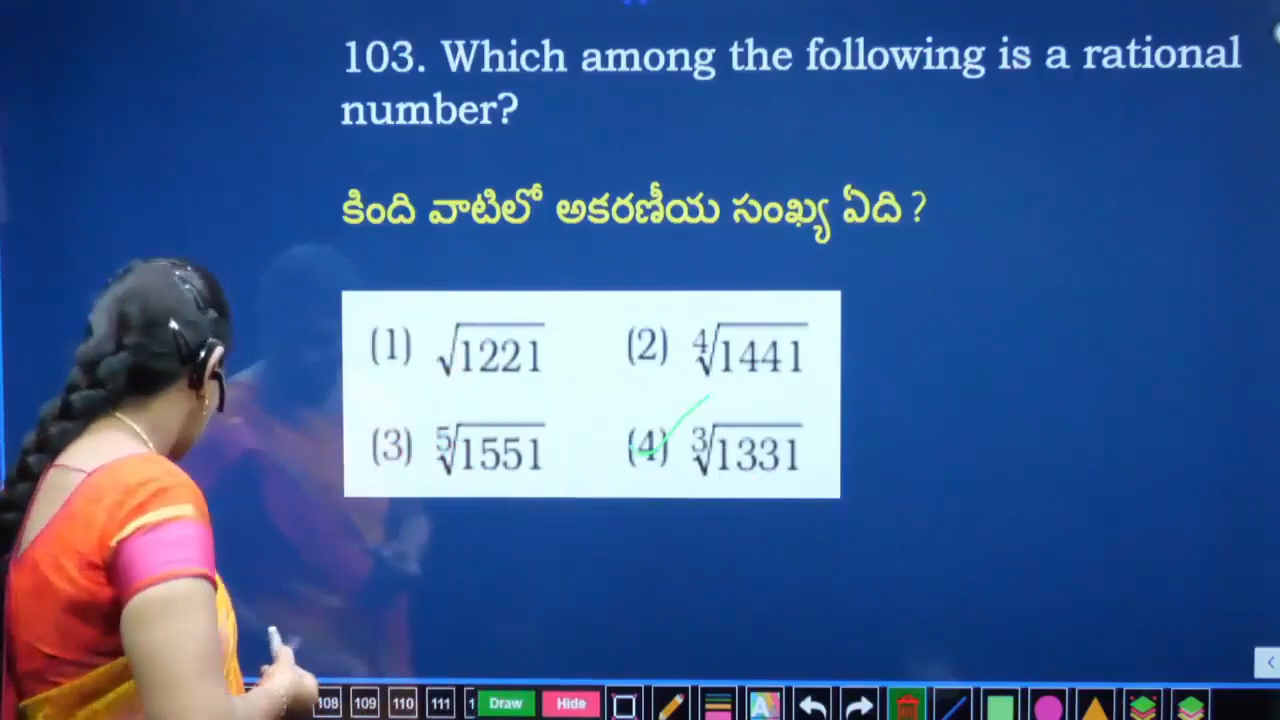 103. Which among the following is a rational
number?
కింది వాటిలో అకరణీయ సంఖ్య ఏది ?
(1) √1221 (2) ∜1441
(3) ⁵√1551 (4) ∛1331
108 109 110 111 1 Draw Hide A